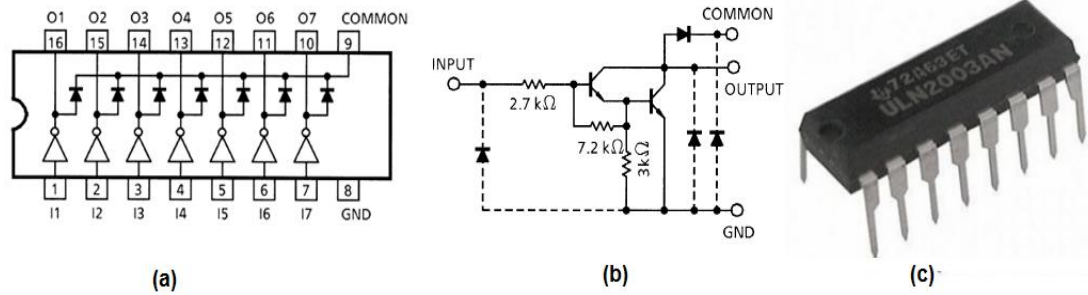 O1 O2 O3 O4 O5 O6 O7 COMMON
16 15 14 13 12 11 10 9
1 2 3 4 5 6 7 8
I1 I2 I3 I4 I5 I6 I7 GND
(a)
COMMON
INPUT
OUTPUT
2.7 kΩ
7.2 kΩ
3kΩ
GND
(b)
72A63ET
ULN2003AN
(c)